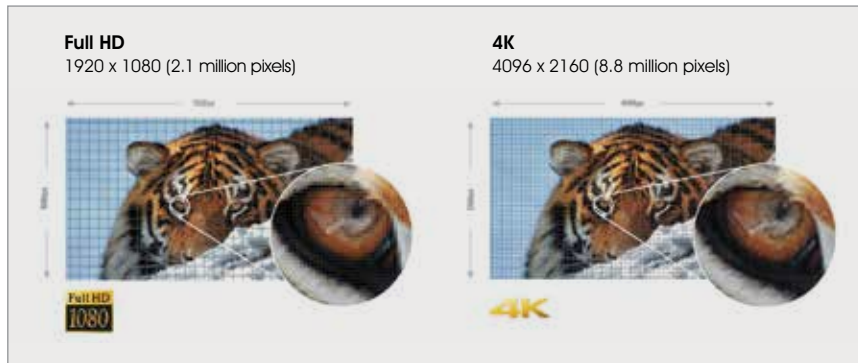 Full HD
1920 x 1080 (2.1 million pixels)
4K
4096 x 2160 (8.8 million pixels)
Full HD
1080
4K